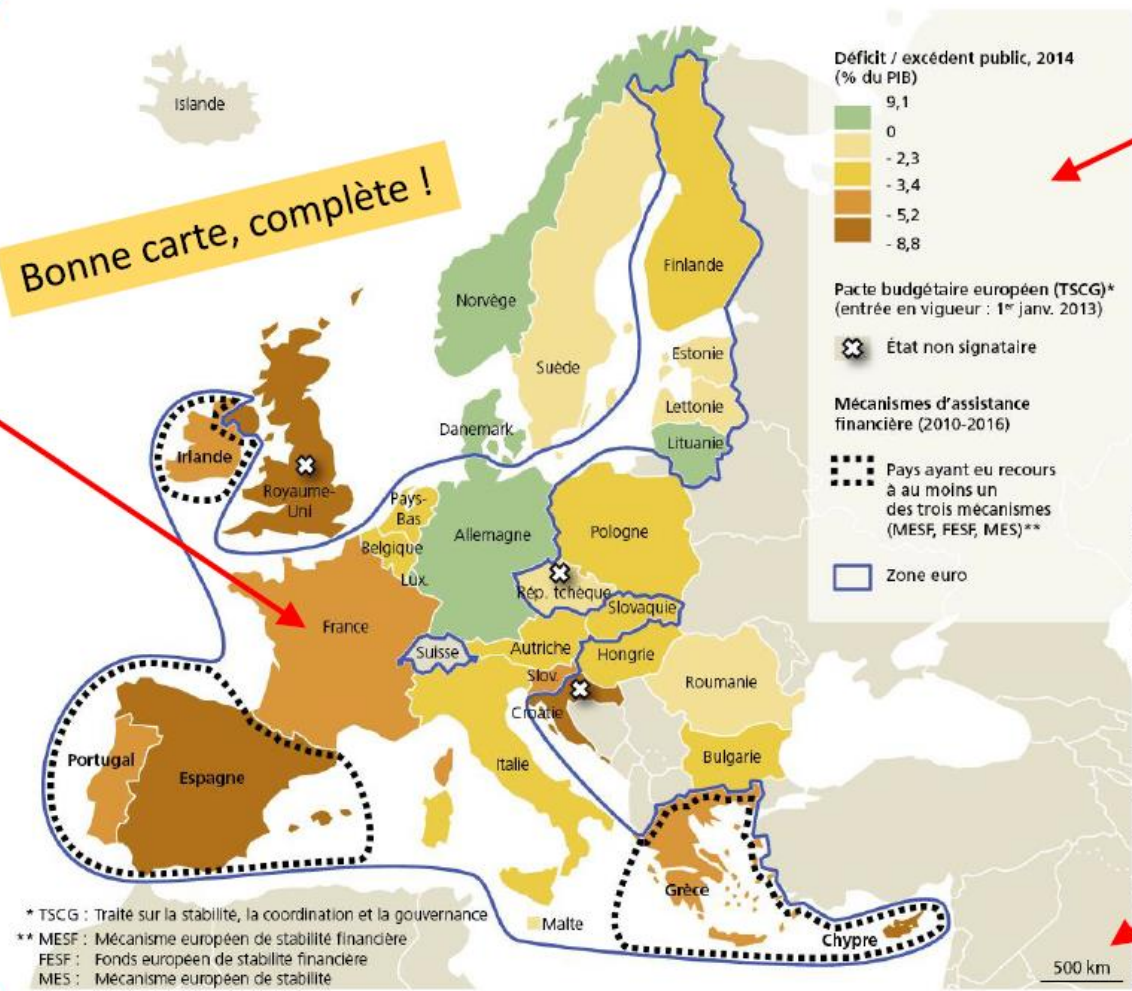 Islande
Bonne carte, complète !
Déficit / excédent public, 2014
(% du PIB)
9,1
0
- 2,3
- 3,4
- 5,2
- 8,8
Pacte budgétaire européen (TSCG)*
(entrée en vigueur : 1er janv. 2013)
État non signataire
Mécanismes d'assistance
financière (2010-2016)
Pays ayant eu recours
à au moins un
des trois mécanismes
(MESF, FESF, MES)**
Zone euro
Finlande
Norvège
Suède
Estonie
Lettonie
Lituanie
Danemark
Irlande
Royaume-
Uni
Pays-
Bas
Belgique
Lux.
Allemagne
Pologne
Rép. tchèque
Slovaquie
France
Suisse
Autriche
Hongrie
Slov.
Croatie
Roumanie
Bulgarie
Italie
Portugal
Espagne
Grèce
Malte
Chypre
* TSCG : Traité sur la stabilité, la coordination et la gouvernance
** MESF : Mécanisme européen de stabilité financière
FESF : Fonds européen de stabilité financière
MES : Mécanisme européen de stabilité
500 km